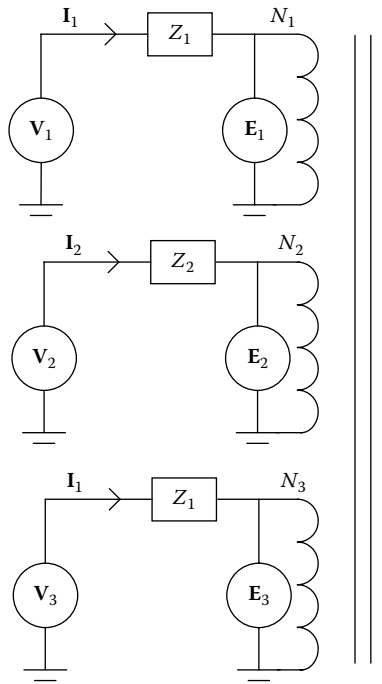 I₁ Z₁ N₁
V₁ E₁
I₂ Z₂ N₂
V₂ E₂
I₁ Z₁ N₃
V₃ E₃